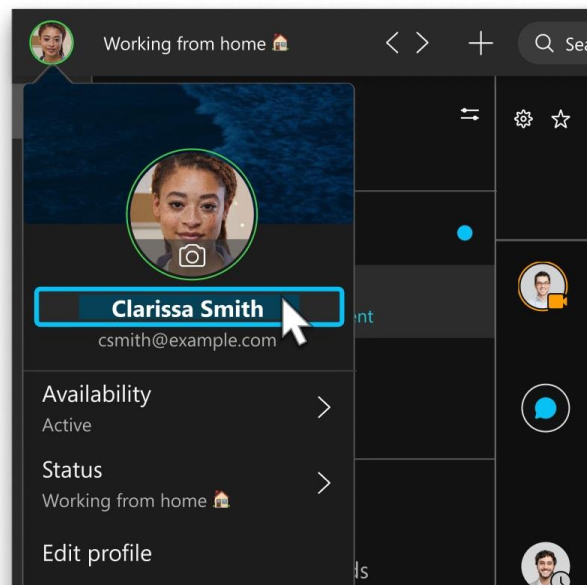 Working from home
Clarissa Smith
csmith@example.com
Availability
Active
Status
Working from home
Edit profile